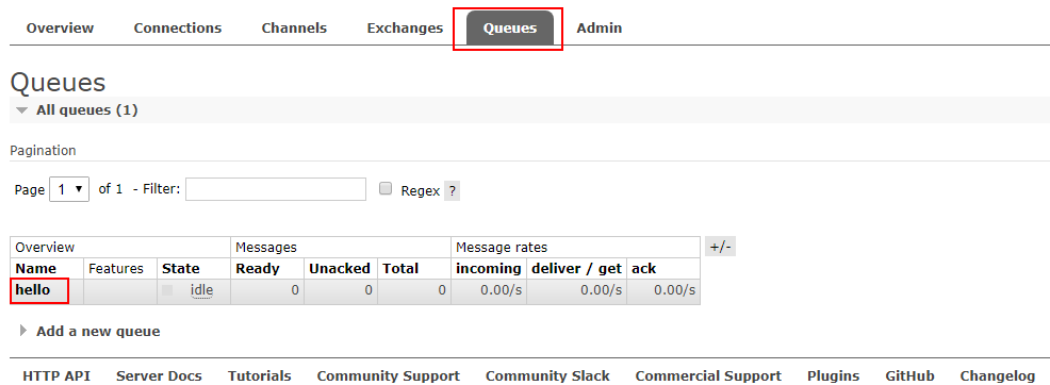 Overview Connections Channels Exchanges Queues Admin
Queues
All queues (1)
Pagination
Page 1 of 1 - Filter: Regex ?
Overview Messages Message rates +/-
Name Features State Ready Unacked Total incoming deliver / get ack
hello idle 0 0 0 0.00/s 0.00/s 0.00/s
Add a new queue
HTTP API Server Docs Tutorials Community Support Community Slack Commercial Support Plugins GitHub Changelog